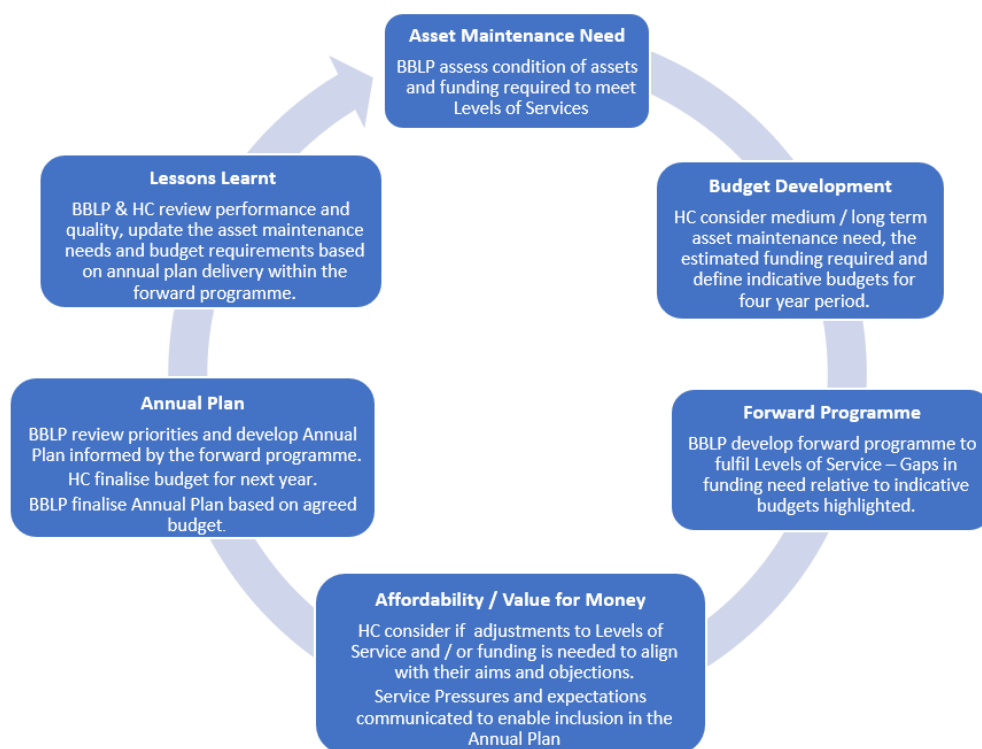 Asset Maintenance Need
BBLP assess condition of assets
and funding required to meet
Levels of Services
Budget Development
HC consider medium / long term
asset maintenance need, the
estimated funding required and
define indicative budgets for
four year period.
Forward Programme
BBLP develop forward programme to
fulfil Levels of Service – Gaps in
funding need relative to indicative
budgets highlighted.
Affordability / Value for Money
HC consider if adjustments to Levels of
Service and / or funding is needed to align
with their aims and objections.
Service Pressures and expectations
communicated to enable inclusion in the
Annual Plan
Annual Plan
BBLP review priorities and develop Annual
Plan informed by the forward programme.
HC finalise budget for next year.
BBLP finalise Annual Plan based on agreed
budget.
Lessons Learnt
BBLP & HC review performance and
quality, update the asset maintenance
needs and budget requirements based
on annual plan delivery within the
forward programme.